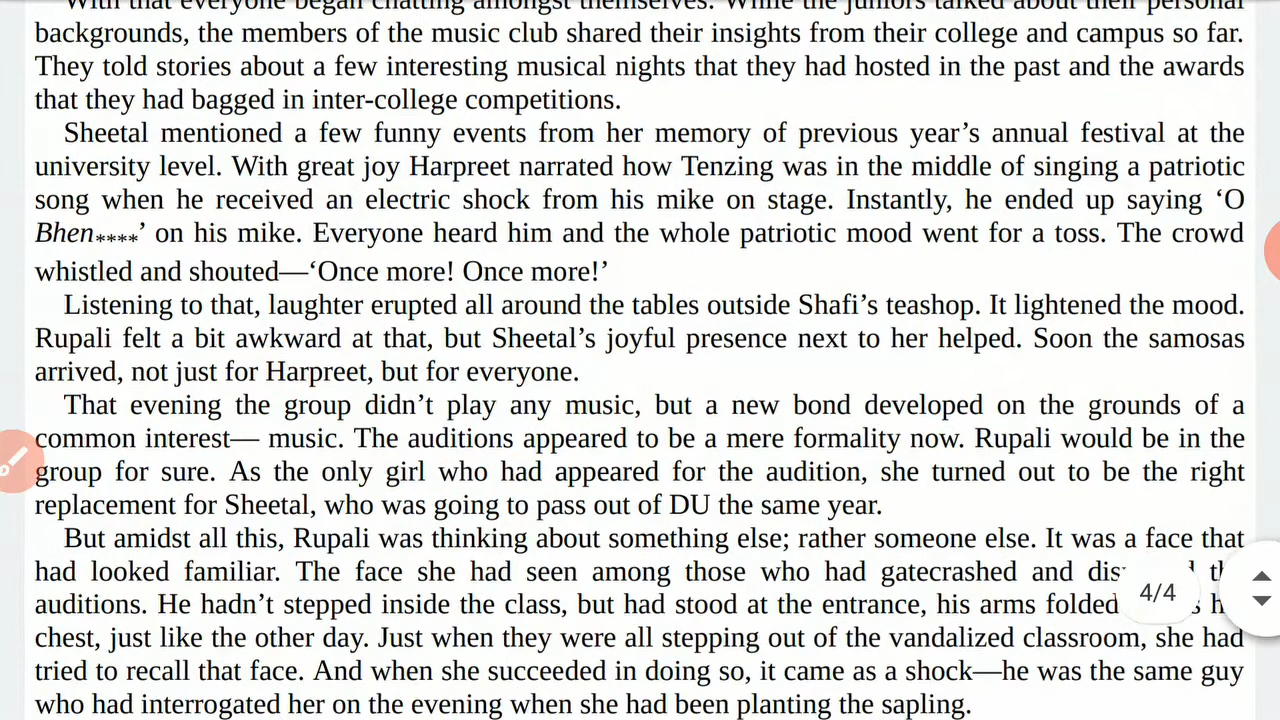 With that everyone began chatting amongst themselves. While the juniors talked about their personal
backgrounds, the members of the music club shared their insights from their college and campus so far.
They told stories about a few interesting musical nights that they had hosted in the past and the awards
that they had bagged in inter-college competitions.
Sheetal mentioned a few funny events from her memory of previous year’s annual festival at the
university level. With great joy Harpreet narrated how Tenzing was in the middle of singing a patriotic
song when he received an electric shock from his mike on stage. Instantly, he ended up saying ‘O
Bhen****’ on his mike. Everyone heard him and the whole patriotic mood went for a toss. The crowd
whistled and shouted—‘Once more! Once more!’
Listening to that, laughter erupted all around the tables outside Shafi’s teashop. It lightened the mood.
Rupali felt a bit awkward at that, but Sheetal’s joyful presence next to her helped. Soon the samosas
arrived, not just for Harpreet, but for everyone.
That evening the group didn’t play any music, but a new bond developed on the grounds of a
common interest— music. The auditions appeared to be a mere formality now. Rupali would be in the
group for sure. As the only girl who had appeared for the audition, she turned out to be the right
replacement for Sheetal, who was going to pass out of DU the same year.
But amidst all this, Rupali was thinking about something else; rather someone else. It was a face that
had looked familiar. The face she had seen among those who had gatecrashed and
auditions. He hadn’t stepped inside the class, but had stood at the entrance, his arms folded
4/4
chest, just like the other day. Just when they were all stepping out of the vandalized classroom, she had
tried to recall that face. And when she succeeded in doing so, it came as a shock—he was the same guy
who had interrogated her on the evening when she had been planting the sapling.